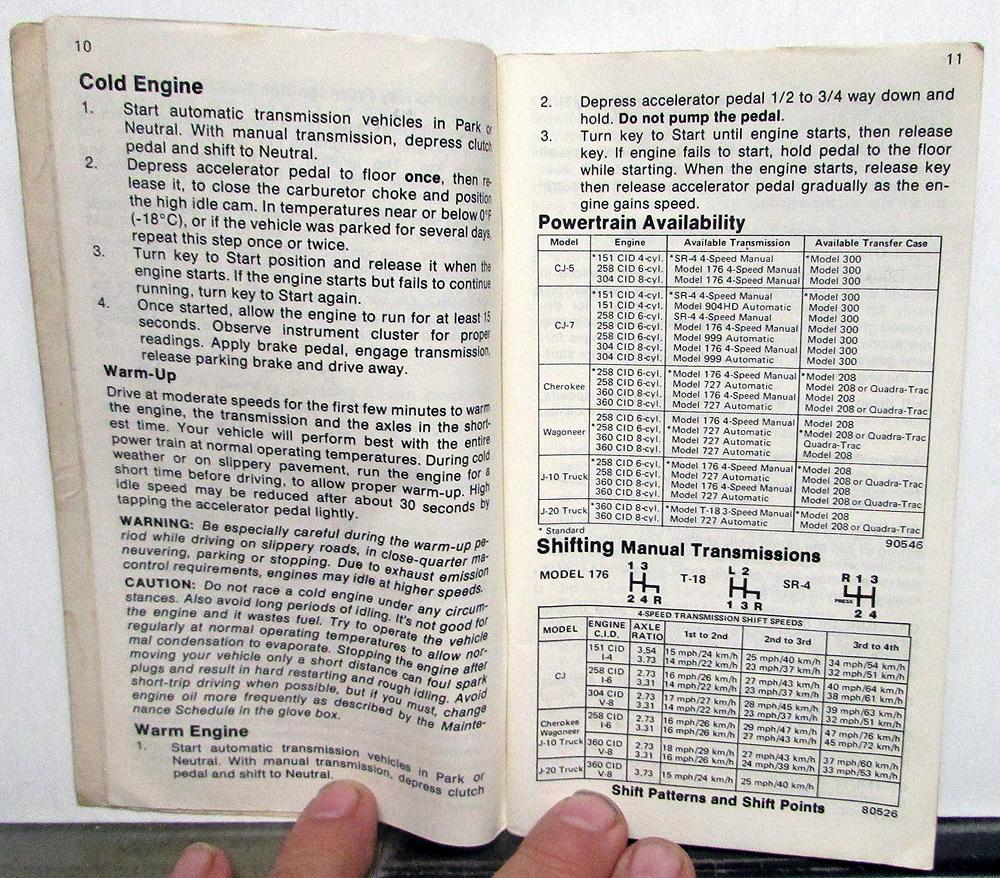 10
Cold Engine
1. Start automatic transmission vehicles in Park or
Neutral. With manual transmission, depress clutch
pedal and shift to Neutral.
2. Depress accelerator pedal to floor once, then re-
lease it, to close the carburetor choke and position
the high idle cam. In temperatures near or below 0°F
(-18°C), or if the vehicle was parked for several days,
repeat this step once or twice.
3. Turn key to Start position and release it when the
engine starts. If the engine starts but fails to continue
running, turn key to Start again.
4. Once started, allow the engine to run for at least 15
seconds. Observe instrument cluster for proper
readings. Apply brake pedal, engage transmission,
release parking brake and drive away.
Warm-Up
Drive at moderate speeds for the first few minutes to warm
the engine, the transmission and the axles in the short-
est time. Your vehicle will perform best with the entire
power train at normal operating temperatures. During cold
weather or on slippery pavement, run the engine for a
short time before driving, to allow proper warm-up. High
idle speed may be reduced after about 30 seconds by
tapping the accelerator pedal lightly.
WARNING: Be especially careful during the warm-up pe-
riod while driving on slippery roads, in close-quarter ma-
neuvering, parking or stopping. Due to exhaust emission
control requirements, engines may idle at higher speeds.
CAUTION: Do not race a cold engine under any circum-
stances. Also avoid long periods of idling. It's not good for
the engine and it wastes fuel. Try to operate the vehicle
regularly at normal operating temperatures to allow nor-
mal condensation to evaporate. Stopping the engine after
moving your vehicle only a short distance can foul spark
plugs and result in hard restarting and rough idling. Avoid
short-trip driving when possible, but if you must, change
engine oil more frequently as described by the Mainte-
nance Schedule in the glove box.
Warm Engine
1. Start automatic transmission vehicles in Park or
Neutral. With manual transmission, depress clutch
pedal and shift to Neutral.
11
2. Depress accelerator pedal 1/2 to 3/4 way down and
hold. Do not pump the pedal.
3. Turn key to Start until engine starts, then release
key. If engine fails to start, hold pedal to the floor
while starting. When the engine starts, release key
then release accelerator pedal gradually as the en-
gine gains speed.
Powertrain Availability
Model Engine Available Transmission Available Transfer Case
*151 CID 4-cyl. *SR-4 4-Speed Manual *Model 300
CJ-5 258 CID 6-cyl. Model 176 4-Speed Manual Model 300
304 CID 8-cyl. Model 176 4-Speed Manual Model 300
*151 CID 4-cyl. *SR-4 4-Speed Manual *Model 300
151 CID 4-cyl. Model 904HD Automatic Model 300
258 CID 6-cyl. SR-4 4-Speed Manual Model 300
CJ-7 258 CID 6-cyl. Model 176 4-Speed Manual Model 300
258 CID 6-cyl. Model 999 Automatic Model 300
304 CID 8-cyl. Model 176 4-Speed Manual Model 300
304 CID 8-cyl. Model 999 Automatic Model 300
*258 CID 6-cyl. *Model 176 4-Speed Manual *Model 208
Cherokee 258 CID 6-cyl. Model 727 Automatic Model 208 or Quadra-Trac
360 CID 8-cyl. Model 176 4-Speed Manual Model 208
360 CID 8-cyl. Model 727 Automatic Model 208 or Quadra-Trac
258 CID 6-cyl. Model 176 4-Speed Manual Model 208
Wagoneer *258 CID 6-cyl. *Model 727 Automatic *Model 208 or Quadra-Trac
360 CID 8-cyl. Model 727 Automatic Quadra-Trac
360 CID 8-cyl. Model 727 Automatic Model 208
*258 CID 6-cyl. *Model 176 4-Speed Manual *Model 208
J-10 Truck 258 CID 6-cyl. Model 727 Automatic Model 208 or Quadra-Trac
360 CID 8-cyl. Model 176 4-Speed Manual Model 208
360 CID 8-cyl. Model 727 Automatic Model 208 or Quadra-Trac
J-20 Truck *360 CID 8-cyl. *Model T-18 3-Speed Manual *Model 208
360 CID 8-cyl. Model 727 Automatic Model 208 or Quadra-Trac
* Standard 90546
Shifting Manual Transmissions
1 3 L 2 R 1 3
MODEL 176 T-18 SR-4
PRESS
2 4 R 1 3 R 2 4
4-SPEED TRANSMISSION SHIFT SPEEDS
MODEL ENGINE C.I.D. AXLE RATIO 1st to 2nd 2nd to 3rd 3rd to 4th
151 CID 3.54 15 mph/24 km/h 25 mph/40 km/h 34 mph/54 km/h
I-4 3.73 14 mph/22 km/h 23 mph/37 km/h 32 mph/51 km/h
CJ 258 CID 2.73 16 mph/26 km/h 27 mph/43 km/h 40 mph/64 km/h
I-6 3.31 14 mph/22 km/h 23 mph/37 km/h 38 mph/61 km/h
304 CID 2.73 17 mph/27 km/h 28 mph/45 km/h 39 mph/63 km/h
V-8 3.31 14 mph/22 km/h 23 mph/37 km/h 32 mph/51 km/h
Cherokee 258 CID 2.73 16 mph/26 km/h 29 mph/47 km/h 47 mph/76 km/h
Wagoneer I-6 3.31 16 mph/26 km/h 27 mph/43 km/h 45 mph/72 km/h
J-10 Truck 360 CID 2.73 18 mph/29 km/h 27 mph/43 km/h 37 mph/60 km/h
V-8 3.31 16 mph/26 km/h 24 mph/39 km/h 33 mph/53 km/h
J-20 Truck 360 CID V-8 3.73 15 mph/24 km/h 25 mph/40 km/h
Shift Patterns and Shift Points 80526